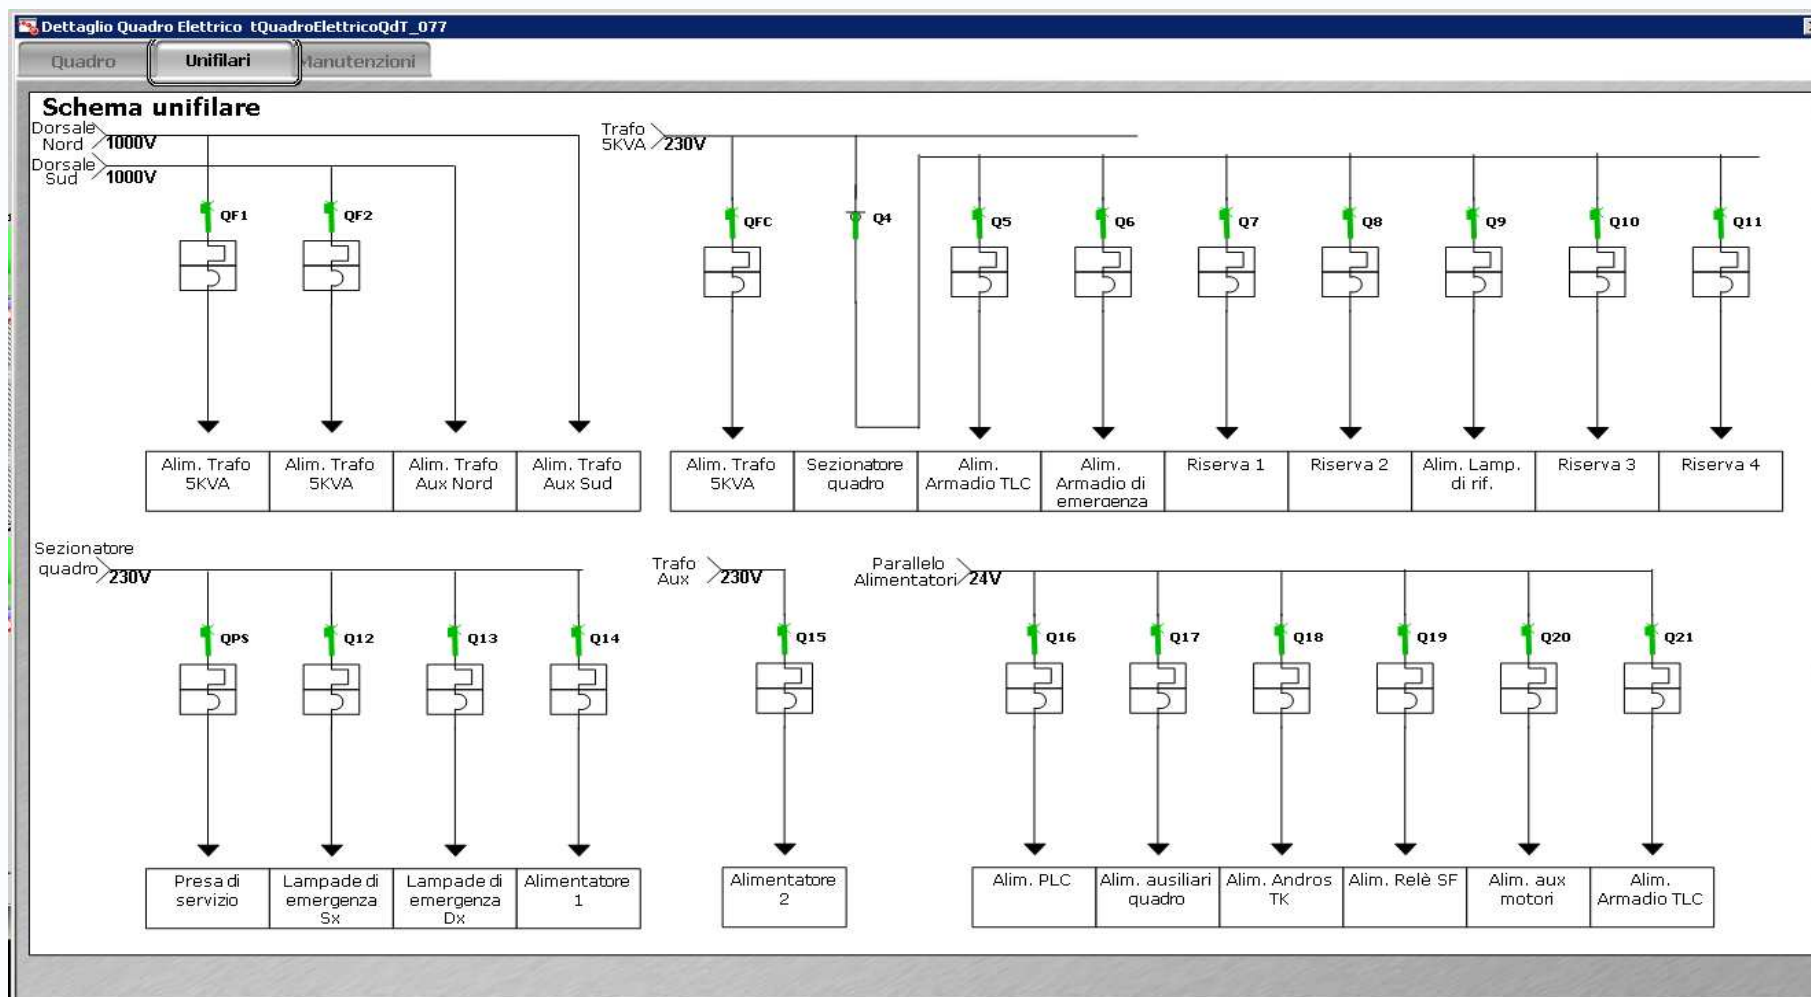 Dettaglio Quadro Elettrico tQuadroElettricoQdT_077
Quadro
Unifilari
Manutenzioni
Schema unifilare
Dorsale
Nord
1000V
Dorsale
Sud
1000V
QF1
QF2
Alim. Trafo
5KVA
Alim. Trafo
5KVA
Alim. Trafo
Aux Nord
Alim. Trafo
Aux Sud
Trafo
5KVA
230V
QFC
Q4
Q5
Q6
Q7
Q8
Q9
Q10
Q11
Alim. Trafo
5KVA
Sezionatore
quadro
Alim.
Armadio TLC
Alim.
Armadio di
emergenza
Riserva 1
Riserva 2
Alim. Lamp.
di rif.
Riserva 3
Riserva 4
Sezionatore
quadro
230V
QPS
Q12
Q13
Q14
Presa di
servizio
Lampade di
emergenza
Sx
Lampade di
emergenza
Dx
Alimentatore
1
Trafo
Aux
230V
Q15
Alimentatore
2
Parallelo
Alimentatori
24V
Q16
Q17
Q18
Q19
Q20
Q21
Alim. PLC
Alim. ausiliari
quadro
Alim. Andros
TK
Alim. Relè SF
Alim. aux
motori
Alim.
Armadio TLC